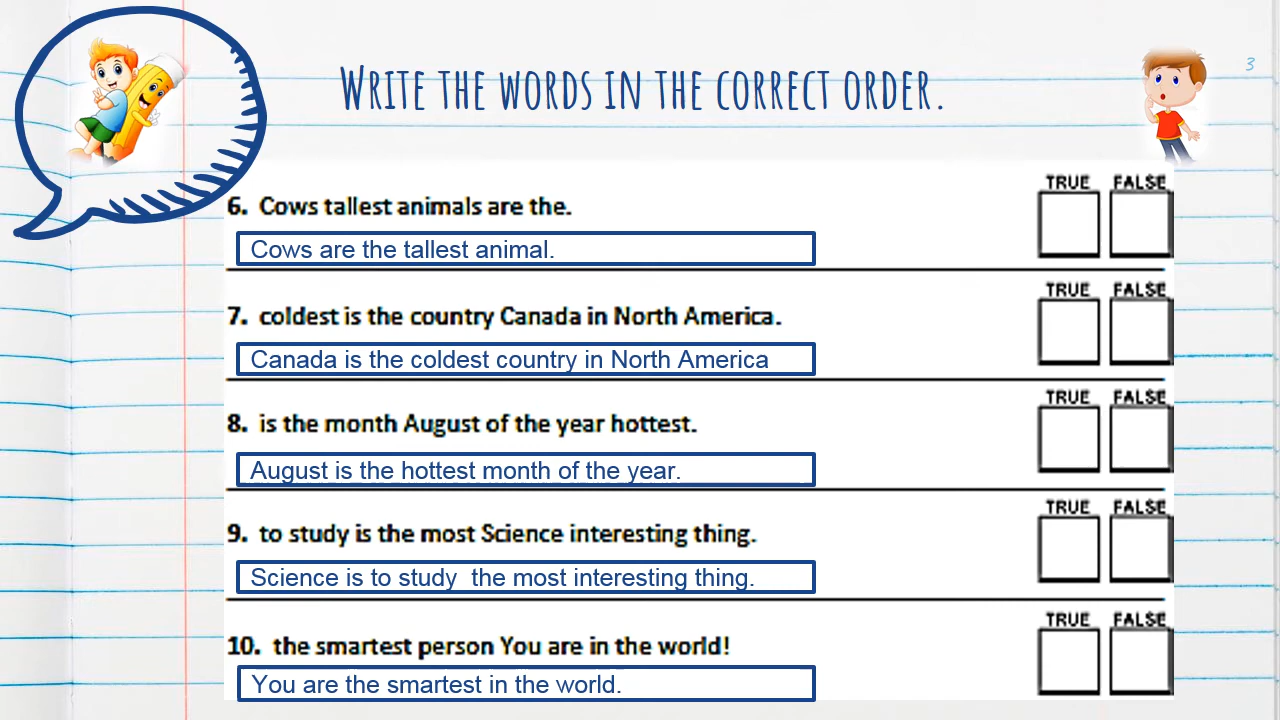 WRITE THE WORDS IN THE CORRECT ORDER.
3
TRUE FALSE
6. Cows tallest animals are the.
Cows are the tallest animal.
TRUE FALSE
7. coldest is the country Canada in North America.
Canada is the coldest country in North America
TRUE FALSE
8. is the month August of the year hottest.
August is the hottest month of the year.
TRUE FALSE
9. to study is the most Science interesting thing.
Science is to study  the most interesting thing.
TRUE FALSE
10. the smartest person You are in the world!
You are the smartest in the world.